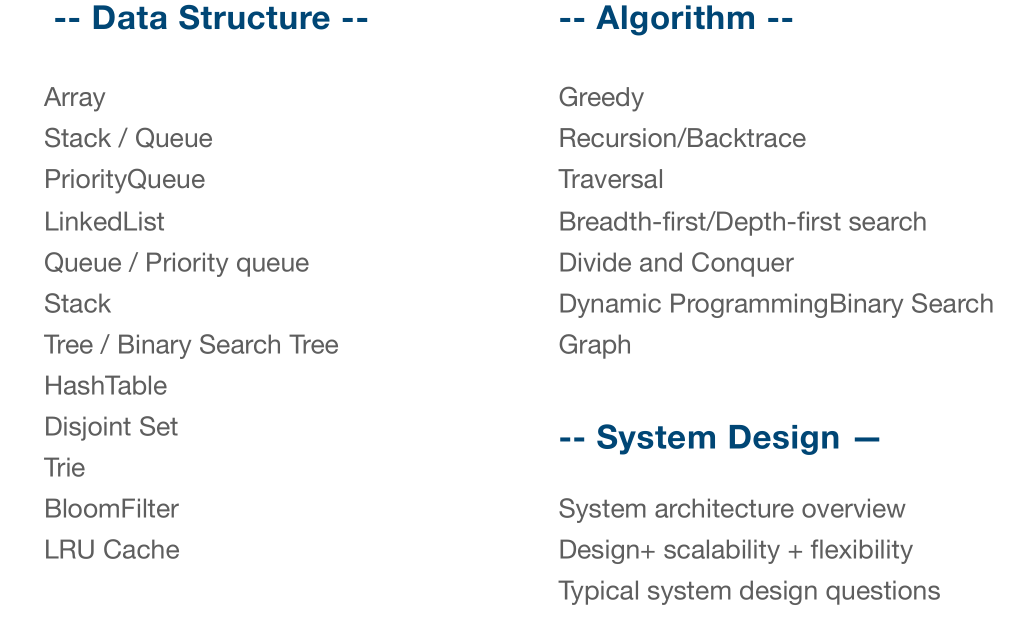 -- Data Structure --
Array
Stack / Queue
PriorityQueue
LinkedList
Queue / Priority queue
Stack
Tree / Binary Search Tree
HashTable
Disjoint Set
Trie
BloomFilter
LRU Cache
-- Algorithm --
Greedy
Recursion/Backtrace
Traversal
Breadth-first/Depth-first search
Divide and Conquer
Dynamic ProgrammingBinary Search
Graph
-- System Design —
System architecture overview
Design+ scalability + flexibility
Typical system design questions